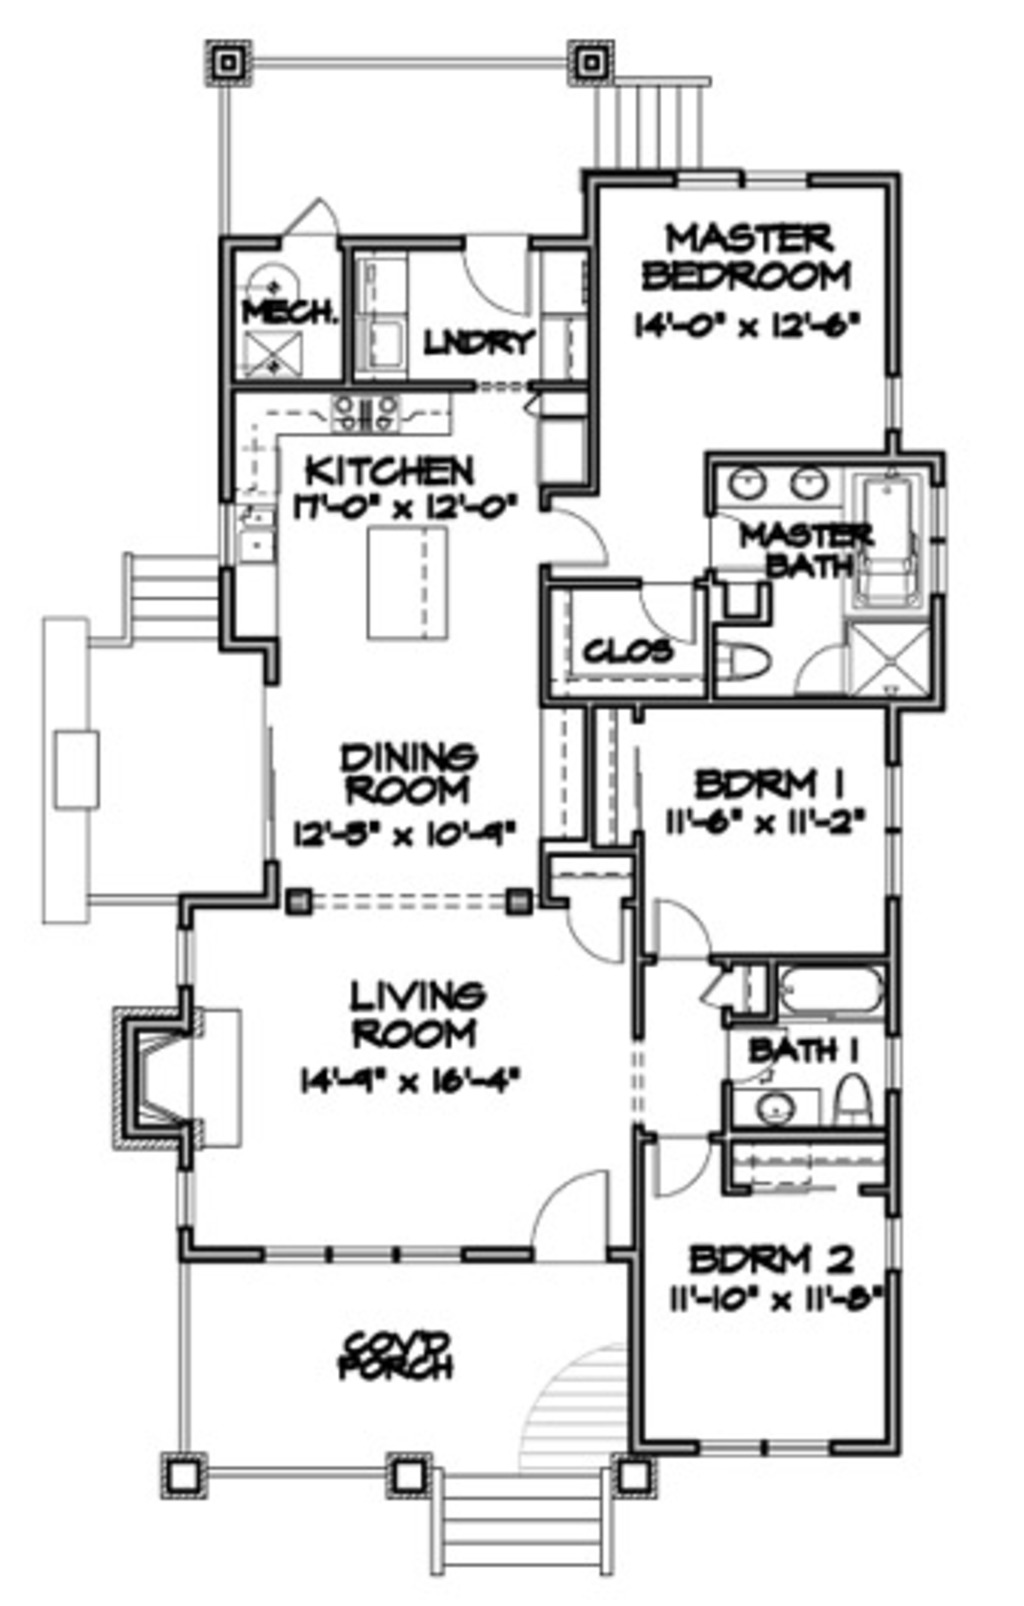 MASTER
BEDROOM
14'-0" x 12'-6"
MECH.
LNDRY
KITCHEN
17'-0" x 12'-0"
MASTER
BATH
CLOS
DINING
ROOM
12'-5" x 10'-9"
BDRM 1
11'-6" x 11'-2"
LIVING
ROOM
14'-9" x 16'-4"
BATH 1
BDRM 2
11'-10" x 11'-8"
COV'D
PORCH